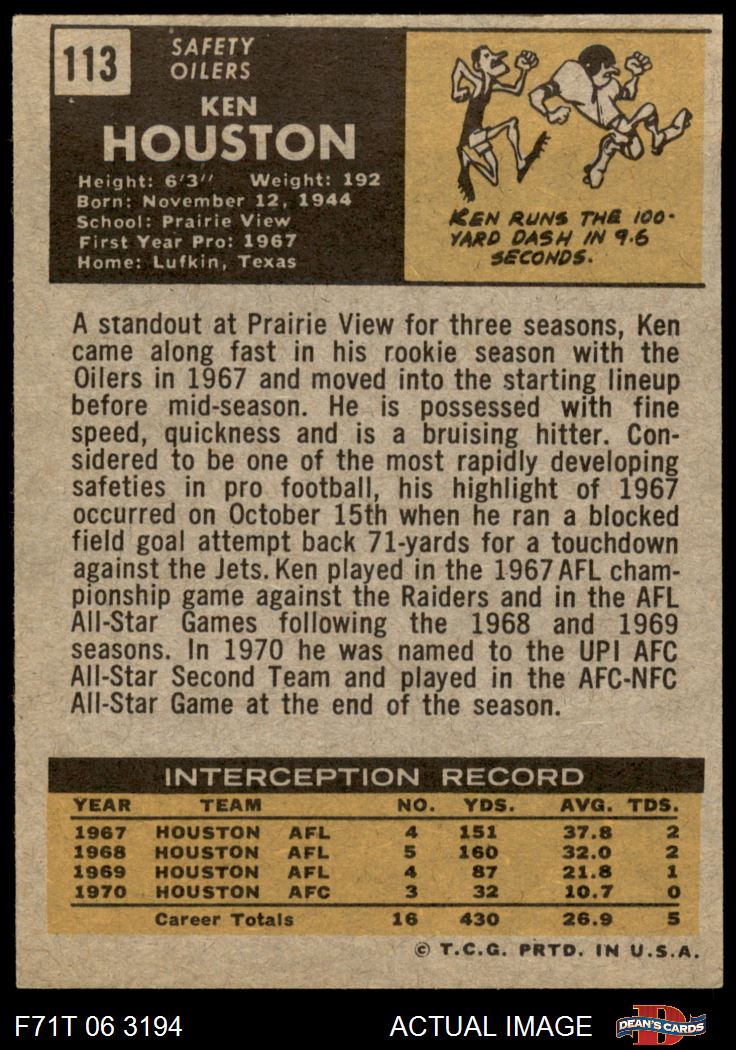 113
SAFETY
OILERS
KEN
HOUSTON
Height: 6'3" Weight: 192
Born: November 12, 1944
School: Prairie View
First Year Pro: 1967
Home: Lufkin, Texas
KEN RUNS THE 100-
YARD DASH IN 9.6
SECONDS.
A standout at Prairie View for three seasons, Ken
came along fast in his rookie season with the
Oilers in 1967 and moved into the starting lineup
before mid-season. He is possessed with fine
speed, quickness and is a bruising hitter. Con-
sidered to be one of the most rapidly developing
safeties in pro football, his highlight of 1967
occurred on October 15th when he ran a blocked
field goal attempt back 71-yards for a touchdown
against the Jets. Ken played in the 1967 AFL cham-
pionship game against the Raiders and in the AFL
All-Star Games following the 1968 and 1969
seasons. In 1970 he was named to the UPI AFC
All-Star Second Team and played in the AFC-NFC
All-Star Game at the end of the season.
INTERCEPTION RECORD
YEAR TEAM NO. YDS. AVG. TDS.
1967 HOUSTON AFL 4 151 37.8 2
1968 HOUSTON AFL 5 160 32.0 2
1969 HOUSTON AFL 4 87 21.8 1
1970 HOUSTON AFC 3 32 10.7 0
Career Totals 16 430 26.9 5
© T.C.G. PRTD. IN U.S.A.
F71T 06 3194 ACTUAL IMAGE D DEAN'S CARDS